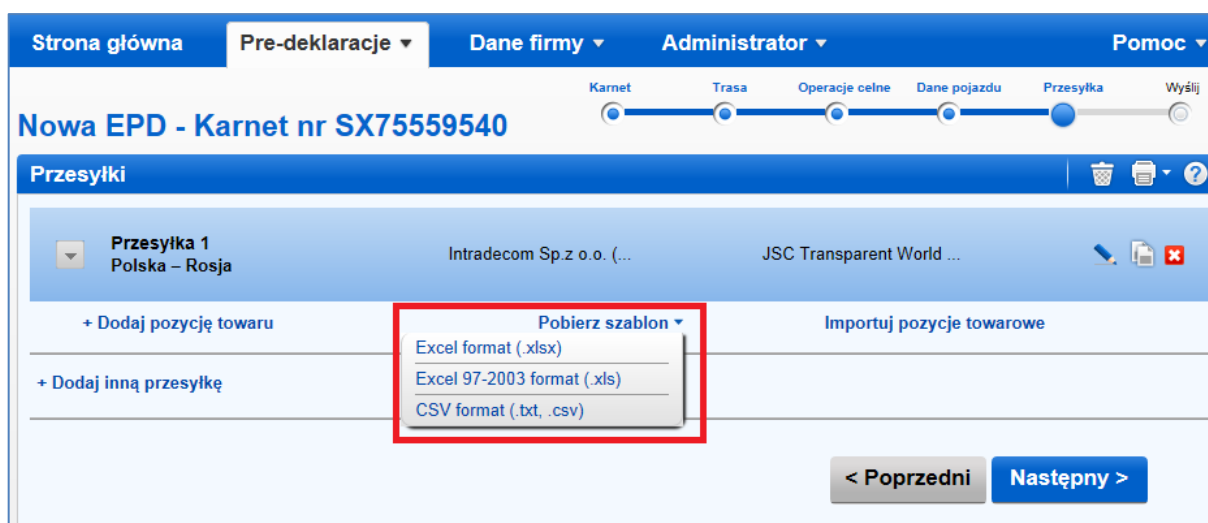 Strona główna Pre-deklaracje Dane firmy Administrator Pomoc
Karnet Trasa Operacje celne Dane pojazdu Przesyłka Wyślij
Nowa EPD - Karnet nr SX75559540
Przesyłki
Przesyłka 1
Polska – Rosja
Intradecom Sp.z o.o. (...
JSC Transparent World ...
+ Dodaj pozycję towaru Pobierz szablon Importuj pozycje towarowe
Excel format (.xlsx)
Excel 97-2003 format (.xls)
CSV format (.txt, .csv)
+ Dodaj inną przesyłkę
< Poprzedni Następny >